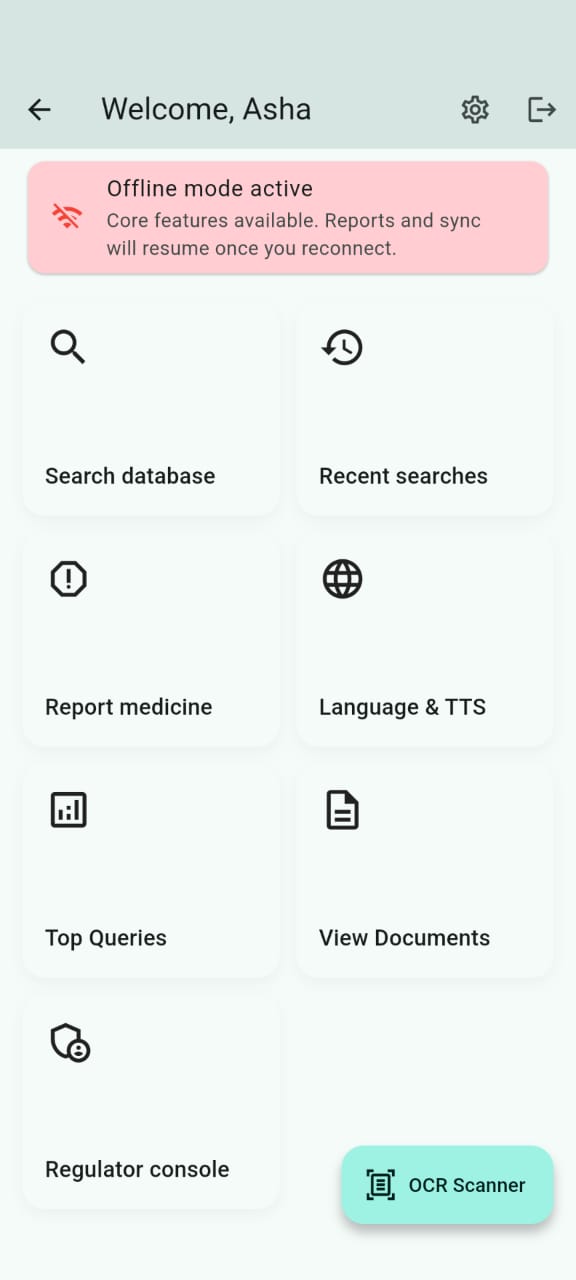 Welcome, Asha
Offline mode active
Core features available. Reports and sync
will resume once you reconnect.
Search database
Recent searches
Report medicine
Language & TTS
Top Queries
View Documents
Regulator console
OCR Scanner